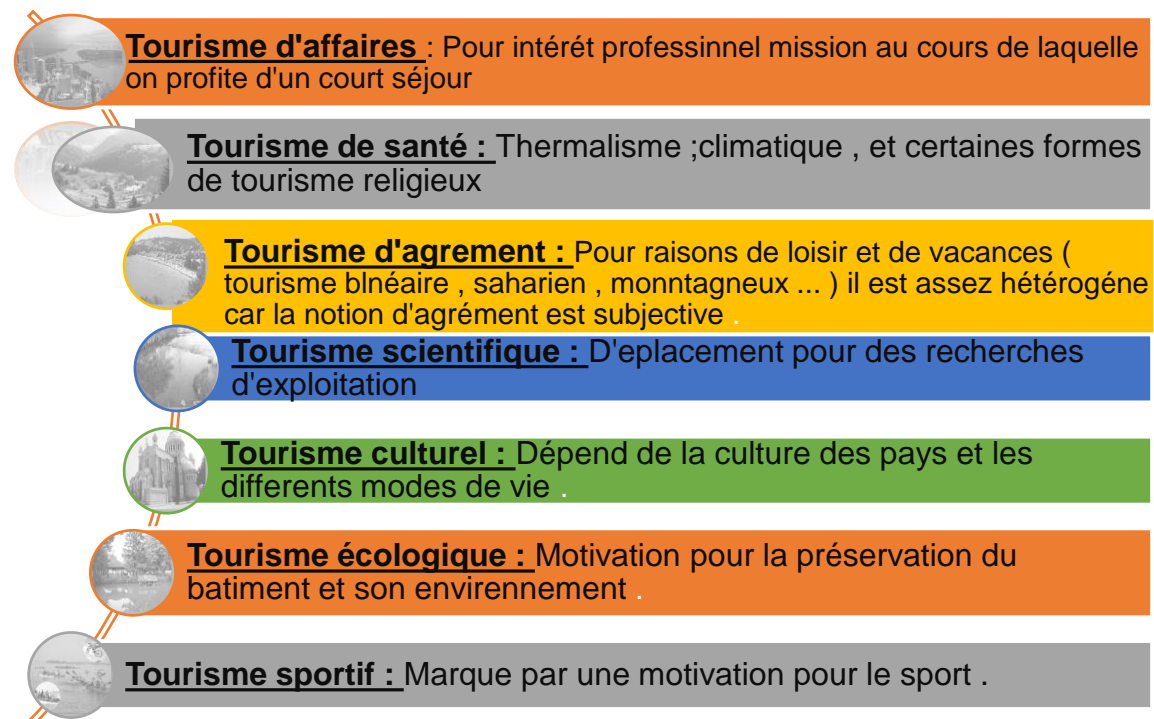 Tourisme d'affaires : Pour intérét professinnel mission au cours de laquelle
on profite d'un court séjour
Tourisme de santé : Thermalisme ;climatique , et certaines formes
de tourisme religieux
Tourisme d'agrement : Pour raisons de loisir et de vacances (
tourisme blnéaire , saharien , monntagneux ... ) il est assez hétérogéne
car la notion d'agrément est subjective .
Tourisme scientifique : D'eplacement pour des recherches
d'exploitation
Tourisme culturel : Dépend de la culture des pays et les
differents modes de vie .
Tourisme écologique : Motivation pour la préservation du
batiment et son envirennement .
Tourisme sportif : Marque par une motivation pour le sport .